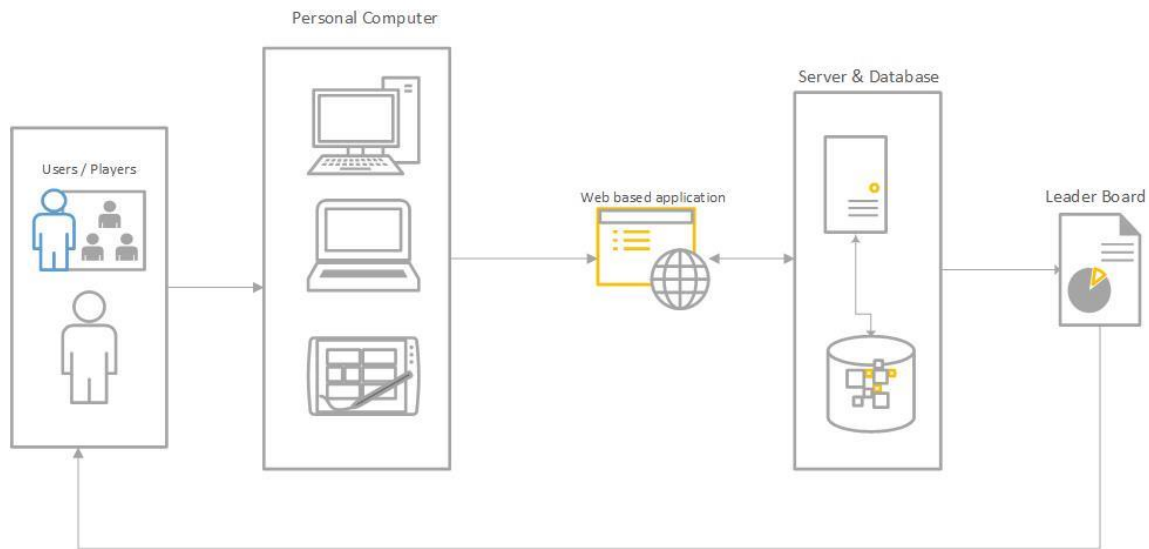 Personal Computer
Server & Database
Users / Players
Web based application
Leader Board